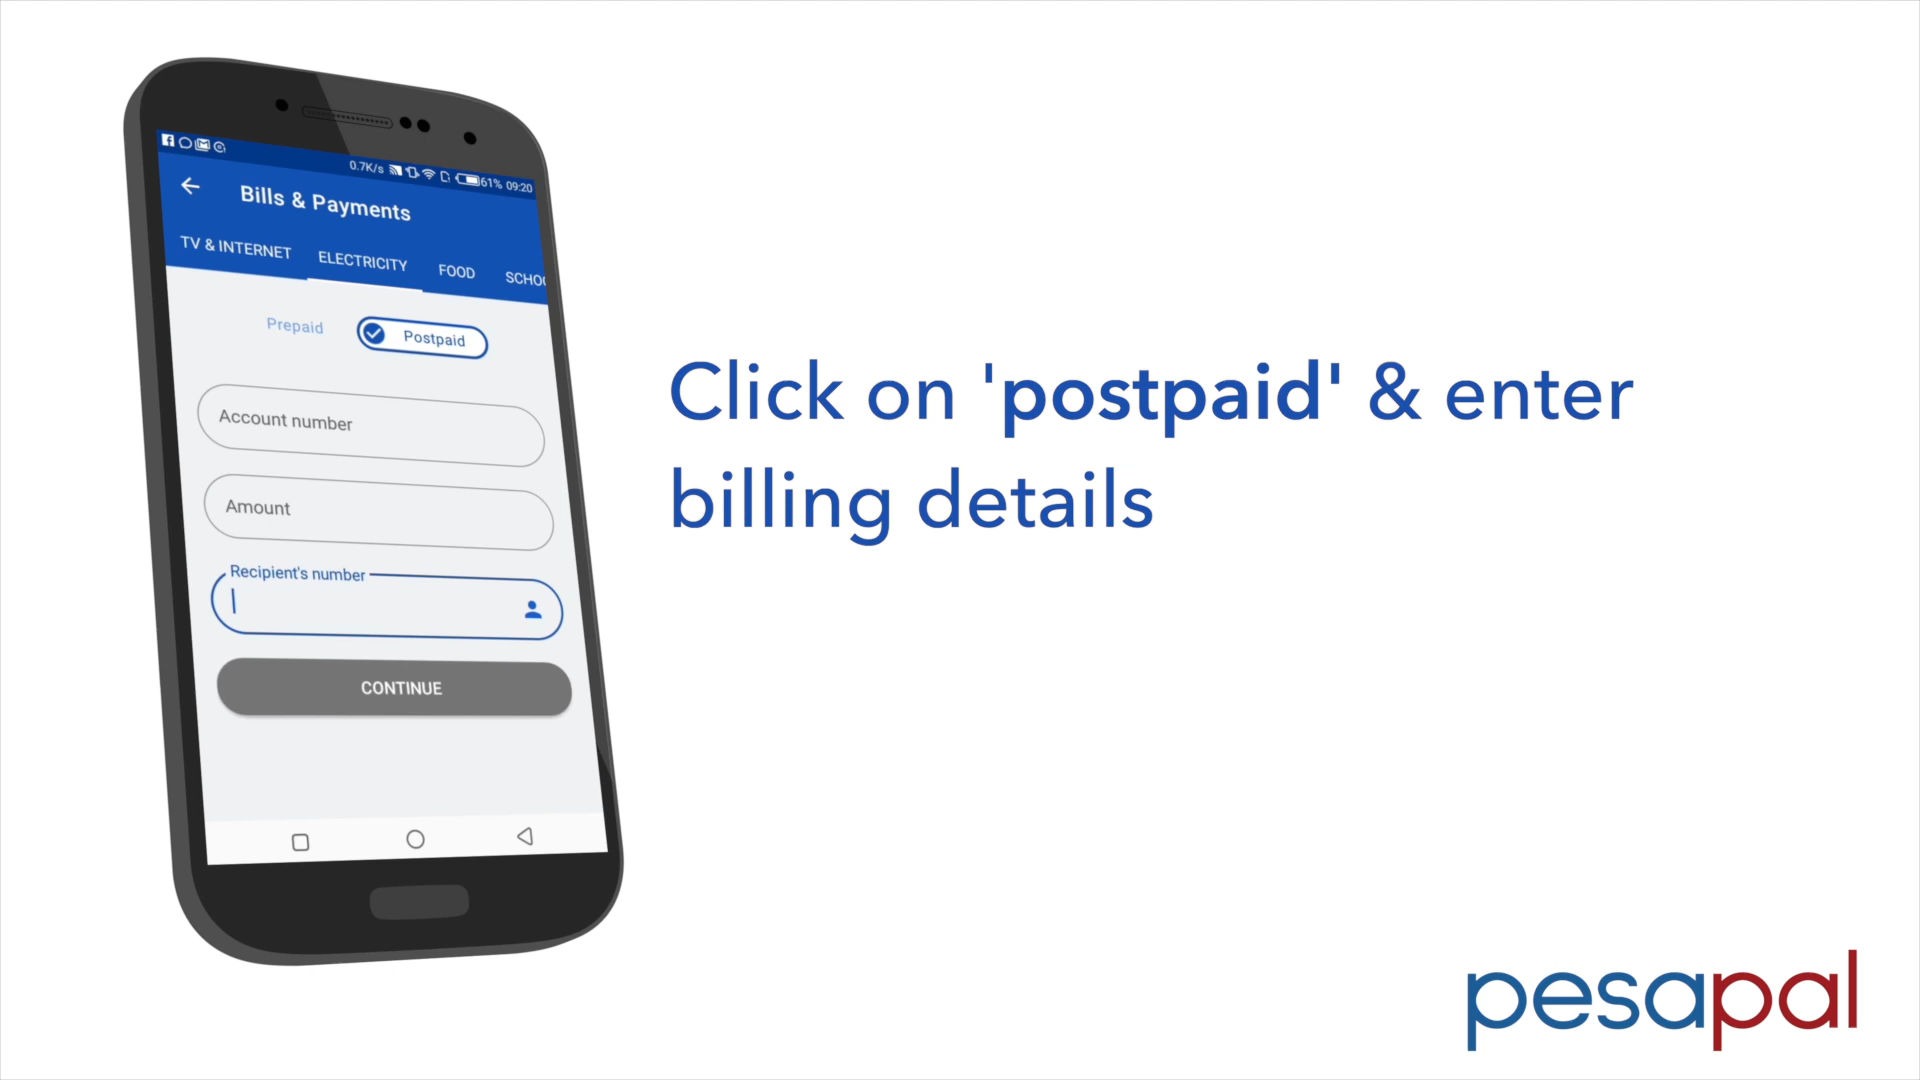 0.7K/s 61% 09:20
Bills & Payments
TV & INTERNET ELECTRICITY FOOD SCHOO
Prepaid Postpaid
Account number
Amount
Recipient's number
CONTINUE
Click on 'postpaid' & enter
billing details
pesapal